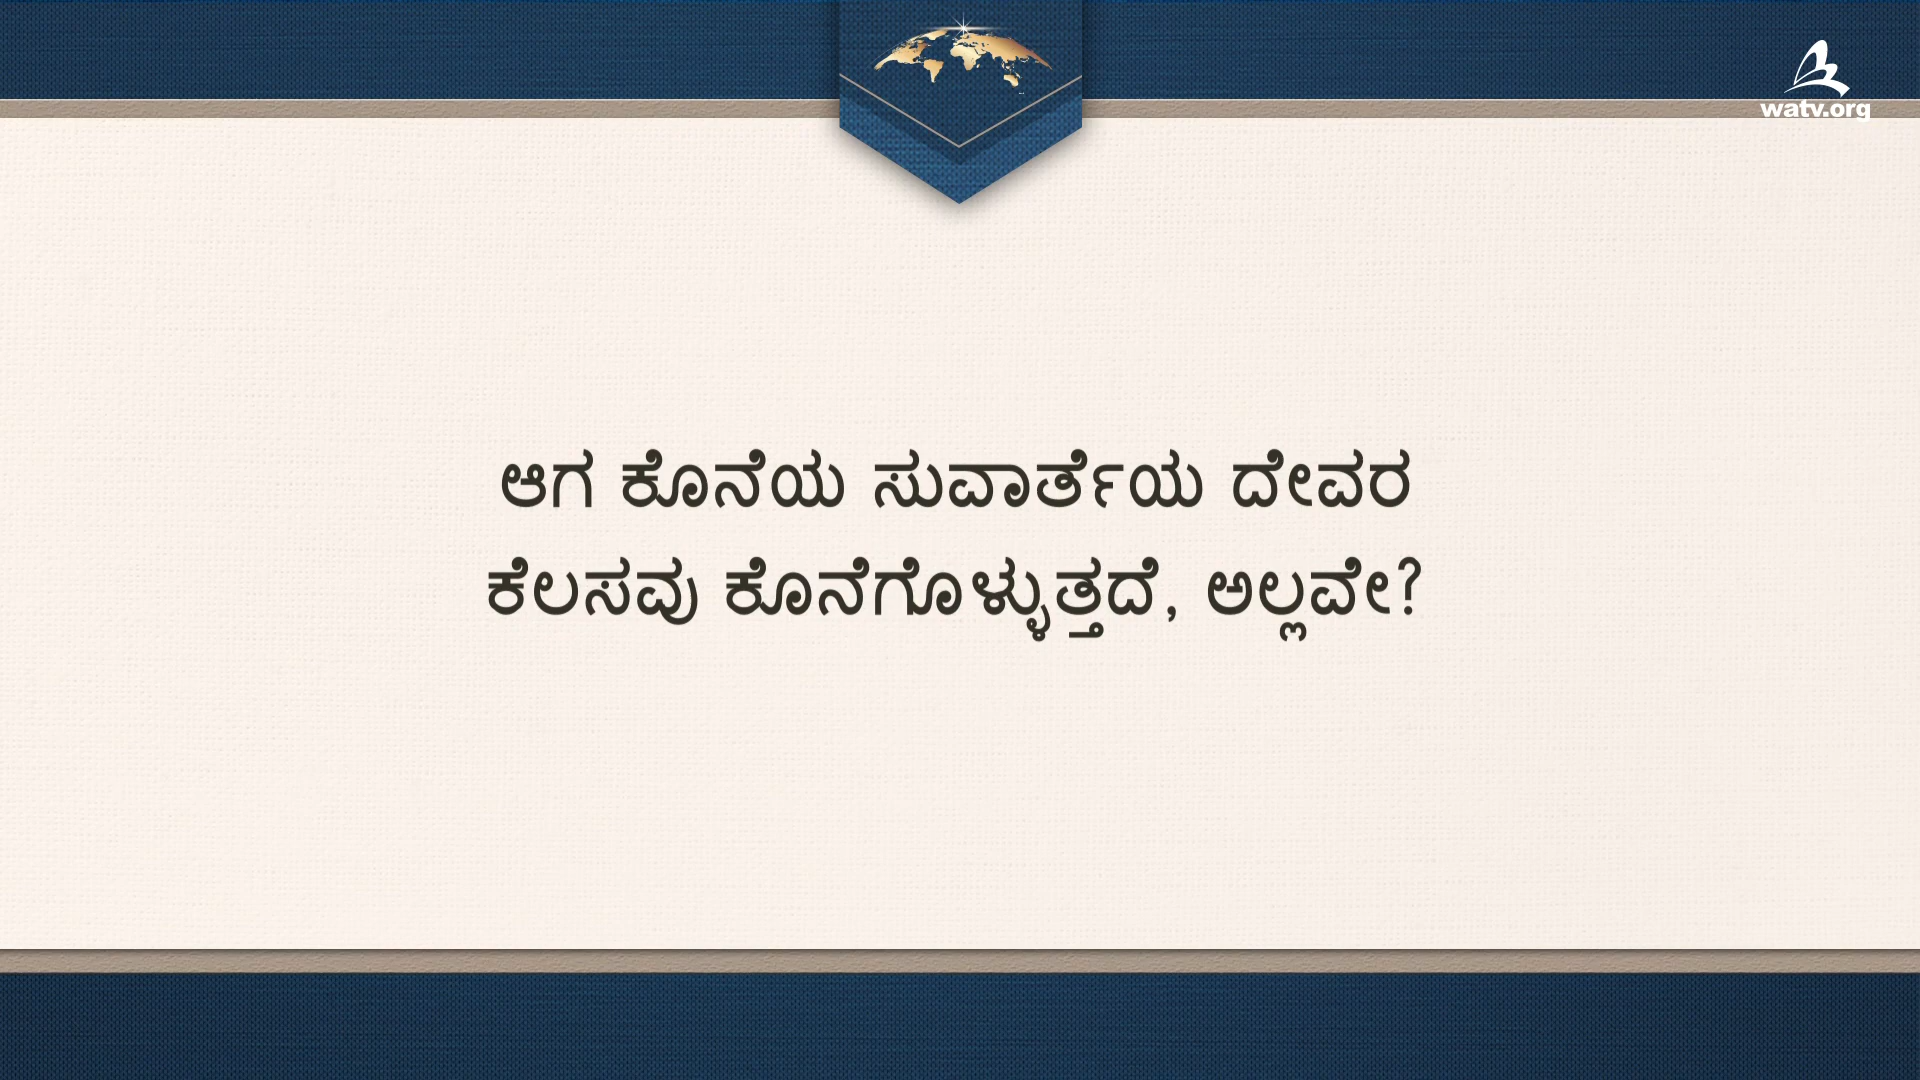 watv.org
ಆಗ ಕೊನೆಯ ಸುವಾರ್ತೆಯ ದೇವರ
ಕೆಲಸವು ಕೊನೆಗೊಳ್ಳುತ್ತದೆ, ಅಲ್ಲವೇ?